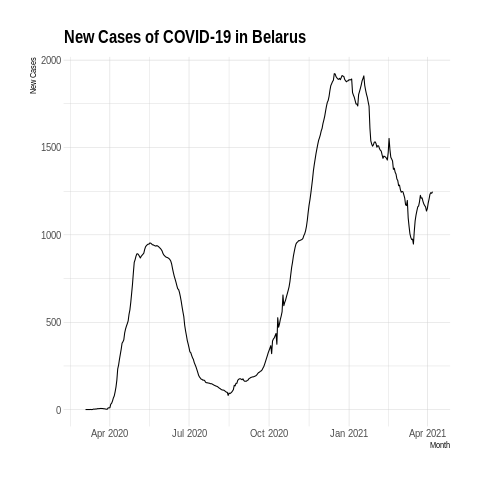 New Cases of COVID-19 in Belarus
New Cases
2000
1500
1000
500
0
Apr 2020
Jul 2020
Oct 2020
Jan 2021
Apr 2021
Month